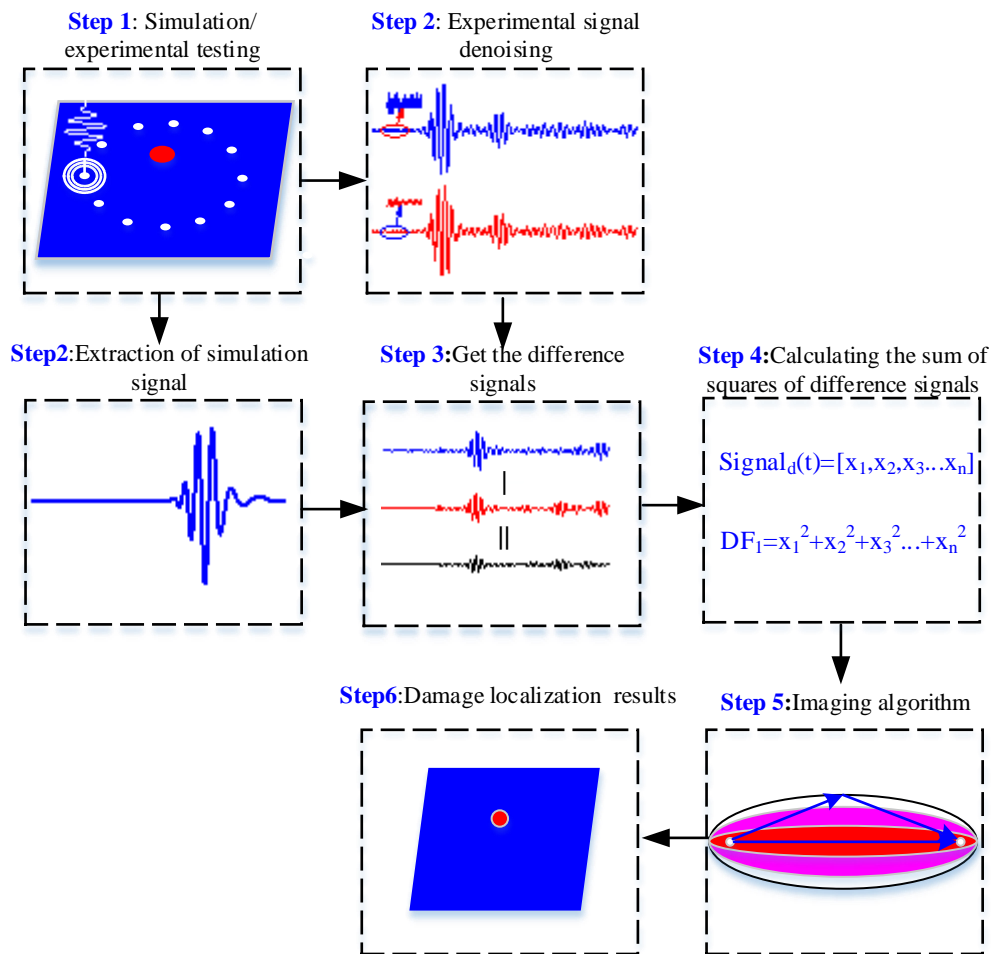 Step 1: Simulation/
experimental testing
Step 2: Experimental signal
denoising
Step2:Extraction of simulation
signal
Step 3:Get the difference
signals
Step 4:Calculating the sum of
squares of difference signals
Signal_d(t)=[x₁,x₂,x₃...xₙ]
DF₁=x₁²+x₂²+x₃²...+xₙ²
Step6:Damage localization results
Step 5:Imaging algorithm